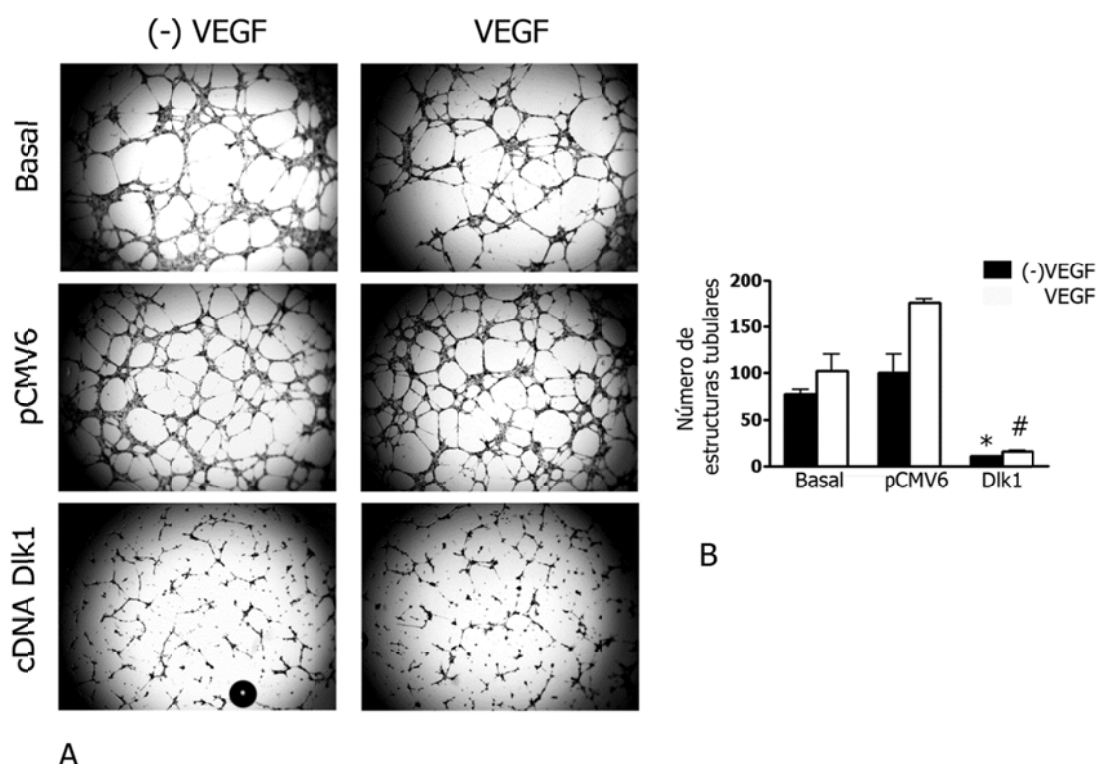 (-) VEGF
VEGF
Basal
pCMV6
cDNA Dlk1
A
Número de
estructuras tubulares
200
150
100
50
0
(-)VEGF
VEGF
*
#
Basal
pCMV6
Dlk1
B